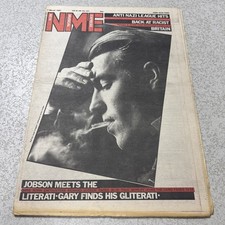 NME
ANTI NAZI LEAGUE HITS
BACK AT RACIST
BRITAIN
JOBSON MEETS THE
LITERATI·GARY FINDS HIS GLITERATI·